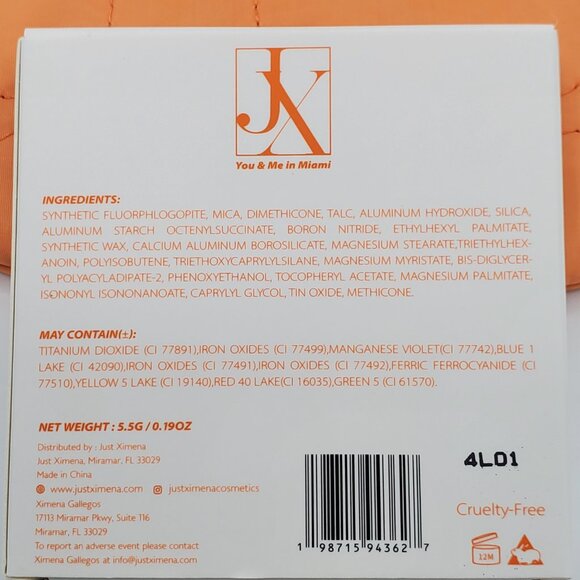 JX
You & Me in Miami
INGREDIENTS:
SYNTHETIC FLUORPHLOGOPITE, MICA, DIMETHICONE, TALC, ALUMINUM HYDROXIDE, SILICA,
ALUMINUM STARCH OCTENYLSUCCINATE, BORON NITRIDE, ETHYLHEXYL PALMITATE,
SYNTHETIC WAX, CALCIUM ALUMINUM BOROSILICATE, MAGNESIUM STEARATE,TRIETHYLHEX-
ANOIN, POLYISOBUTENE, TRIETHOXYCAPRYLYLSILANE, MAGNESIUM MYRISTATE, BIS-DIGLYCER-
YL POLYACYLADIPATE-2, PHENOXYETHANOL, TOCOPHERYL ACETATE, MAGNESIUM PALMITATE,
ISONONYL ISONONANOATE, CAPRYLYL GLYCOL, TIN OXIDE, METHICONE.
MAY CONTAIN(±):
TITANIUM DIOXIDE (CI 77891),IRON OXIDES (CI 77499),MANGANESE VIOLET(CI 77742),BLUE 1
LAKE (CI 42090),IRON OXIDES (CI 77491),IRON OXIDES (CI 77492),FERRIC FERROCYANIDE (CI
77510),YELLOW 5 LAKE (CI 19140),RED 40 LAKE(CI 16035),GREEN 5 (CI 61570).
NET WEIGHT : 5.5G / 0.19OZ
Distributed by : Just Ximena
Just Ximena, Miramar, FL 33029
Made in China
www.justximena.com justximenacosmetics
Ximena Gallegos
17113 Miramar Pkwy, Suite 116
Miramar, FL 33029
To report an adverse event please contact
Ximena Gallegos at info@justximena.com
1 98715 94362 7
4L01
Cruelty-Free
12M